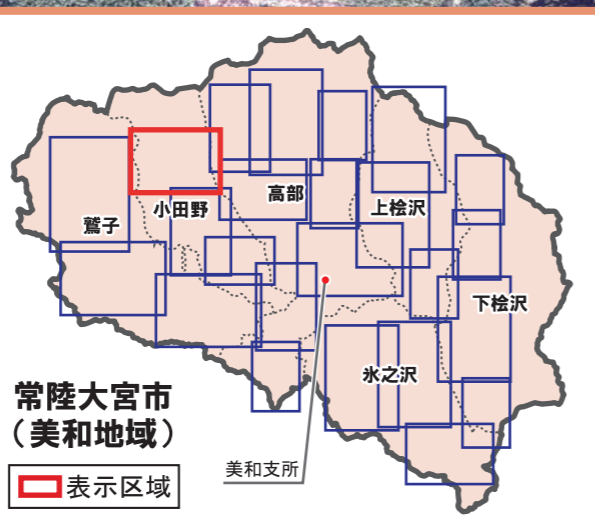 高部
上桧沢
小田野
鷲子
下桧沢
氷之沢
常陸大宮市
（美和地域）
美和支所
表示区域